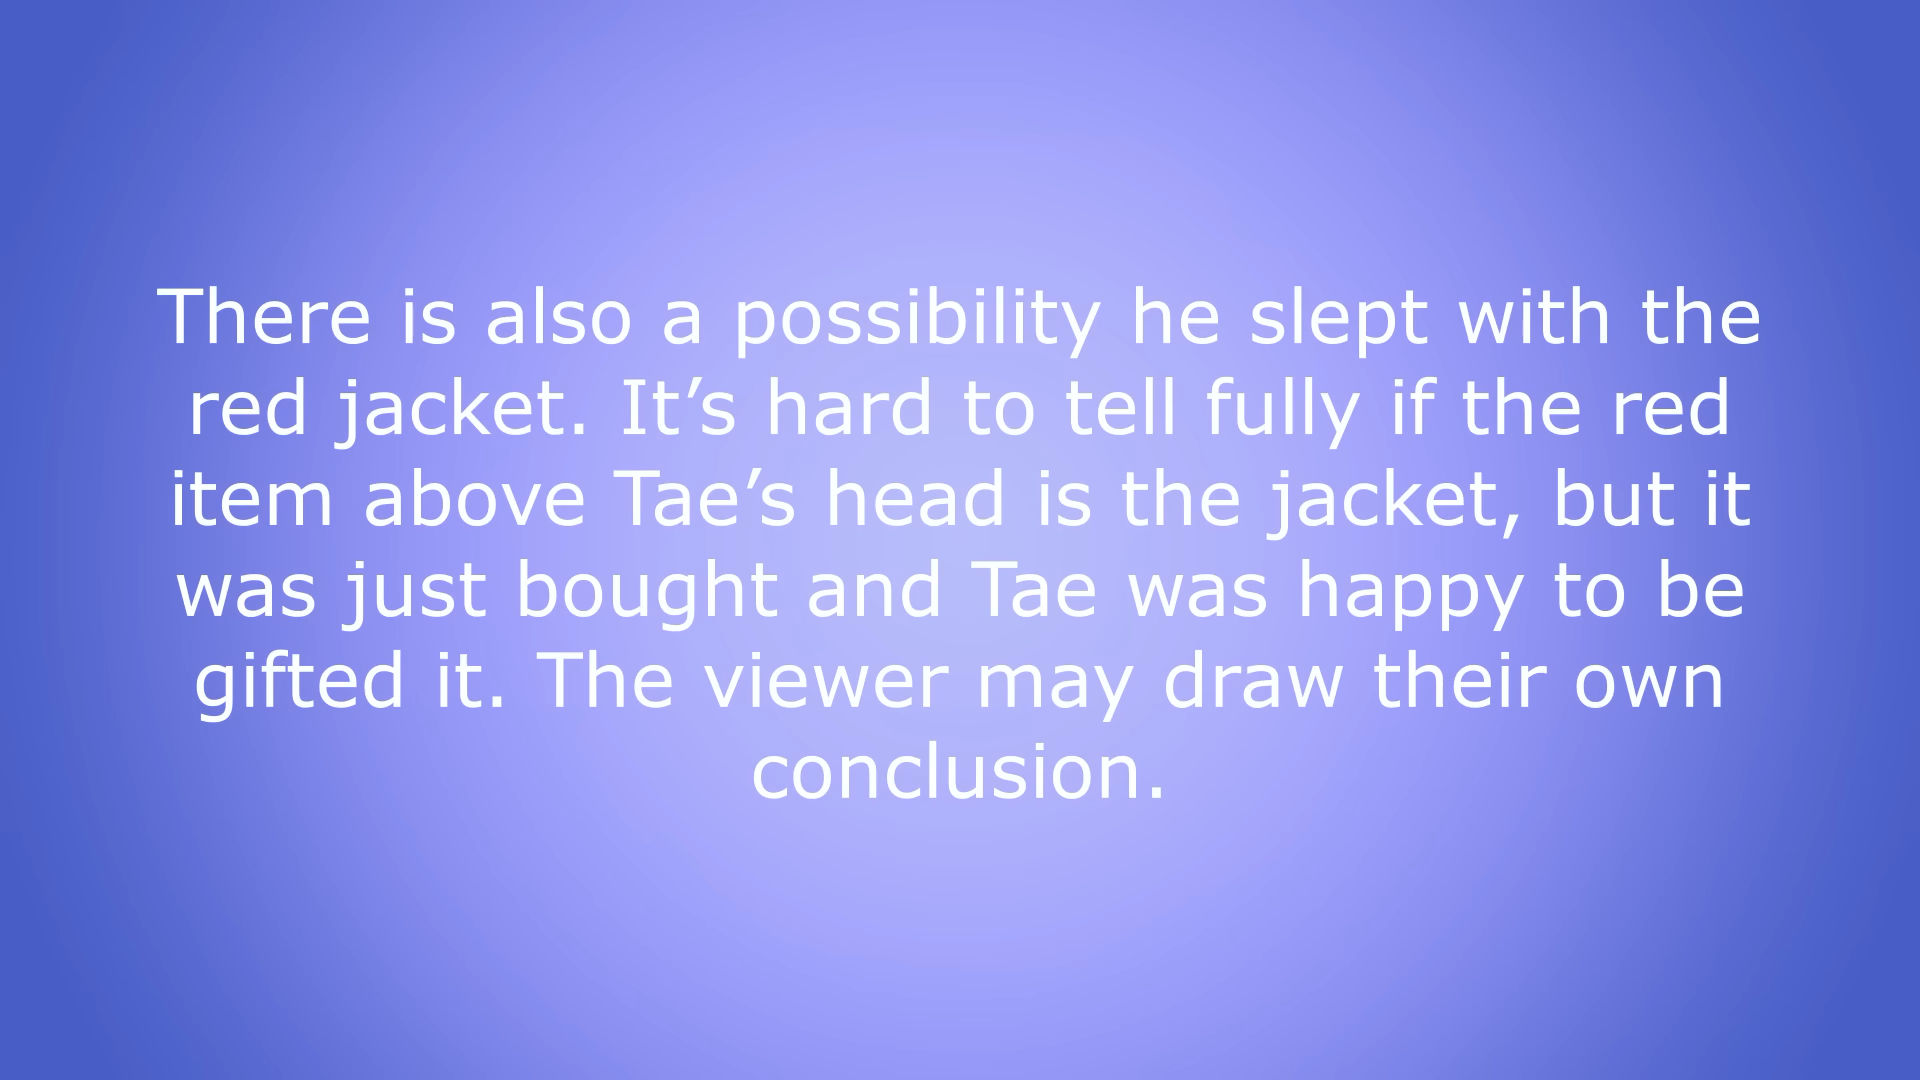 There is also a possibility he slept with the
red jacket. It’s hard to tell fully if the red
item above Tae’s head is the jacket, but it
was just bought and Tae was happy to be
gifted it. The viewer may draw their own
conclusion.